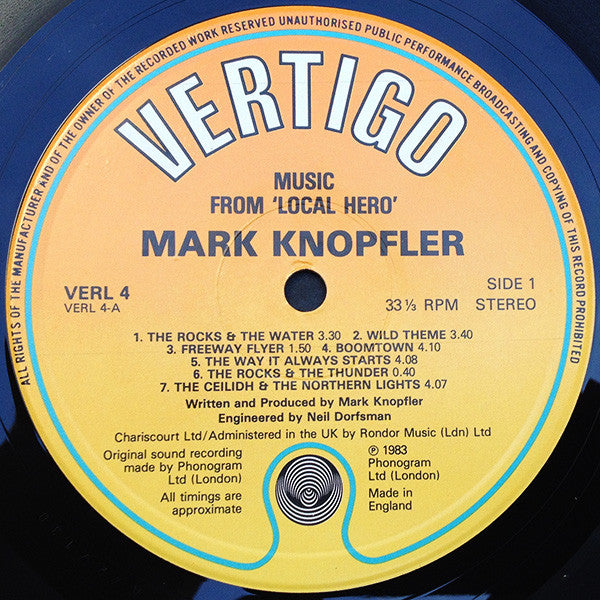 ALL RIGHTS OF THE MANUFACTURER AND OF THE OWNER OF THE RECORDED WORK RESERVED UNAUTHORISED PUBLIC PERFORMANCE BROADCASTING AND COPYING OF THIS RECORD PROHIBITED
VERTIGO
MUSIC
FROM 'LOCAL HERO'
MARK KNOPFLER
VERL 4
VERL 4-A
SIDE 1
33 ⅓ RPM STEREO
1. THE ROCKS & THE WATER 3.30 2. WILD THEME 3.40
3. FREEWAY FLYER 1.50 4. BOOMTOWN 4.10
5. THE WAY IT ALWAYS STARTS 4.08
6. THE ROCKS & THE THUNDER 0.40
7. THE CEILIDH & THE NORTHERN LIGHTS 4.07
Written and Produced by Mark Knopfler
Engineered by Neil Dorfsman
Chariscourt Ltd/Administered in the UK by Rondor Music (Ldn) Ltd
Original sound recording
made by Phonogram
Ltd (London)
All timings are
approximate
℗ 1983
Phonogram
Ltd (London)
Made in
England